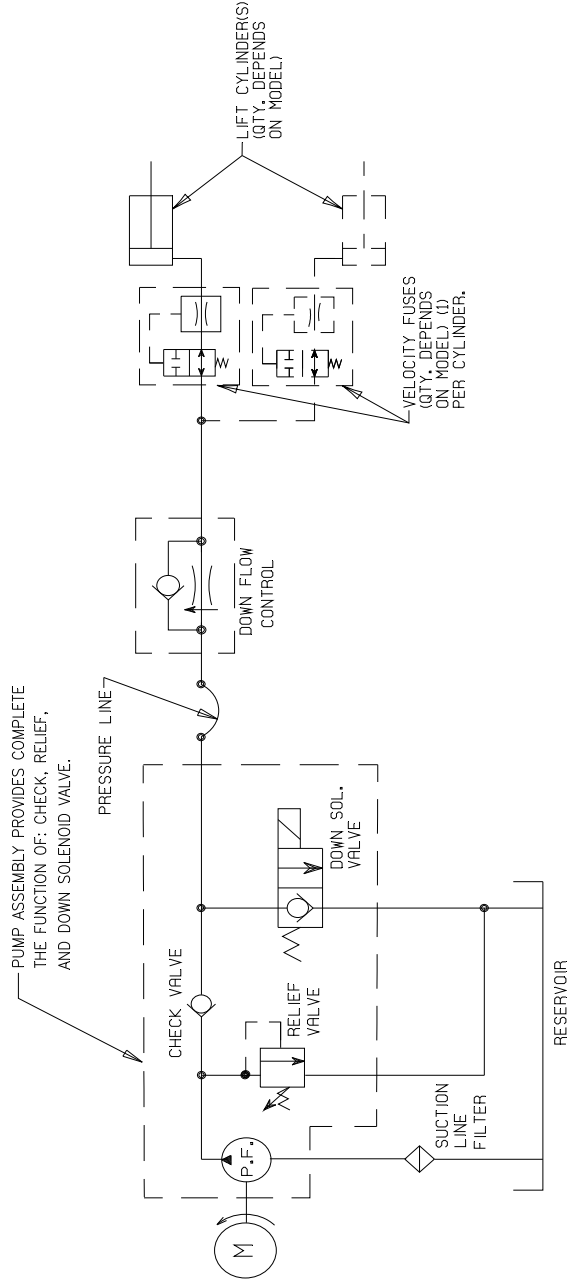 PUMP ASSEMBLY PROVIDES COMPLETE
THE FUNCTION OF: CHECK, RELIEF,
AND DOWN SOLENOID VALVE.
PRESSURE LINE
LIFT CYLINDER(S)
(QTY. DEPENDS
ON MODEL)
CHECK VALVE
DOWN FLOW
CONTROL
VELOCITY FUSES
(QTY. DEPENDS
ON MODEL) (1)
PER CYLINDER.
M
P.F.
RELIEF
VALVE
DOWN SOL.
VALVE
SUCTION
LINE
FILTER
RESERVOIR